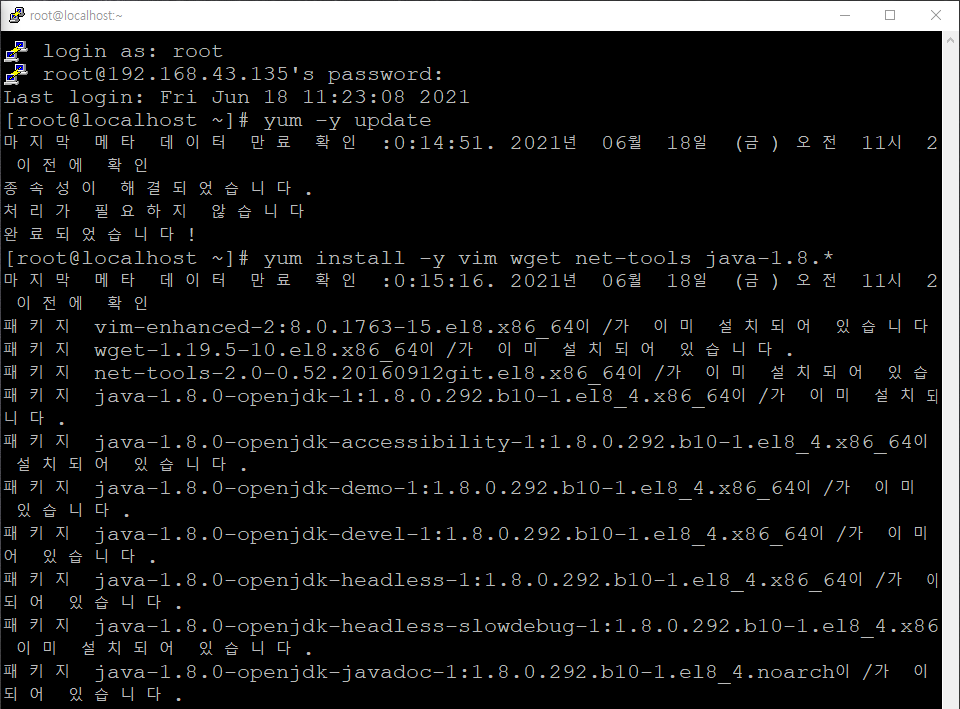 root@localhost:~
login as: root
root@192.168.43.135's password:
Last login: Fri Jun 18 11:23:08 2021
[root@localhost ~]# yum -y update
마지막 메타 데이터 만료 확인 :0:14:51. 2021년 06월 18일 (금) 오전 11시 2
이전에 확인
종속성이 해결되었습니다.
처리가 필요하지 않습니다
완료되었습니다!
[root@localhost ~]# yum install -y vim wget net-tools java-1.8.*
마지막 메타 데이터 만료 확인 :0:15:16. 2021년 06월 18일 (금) 오전 11시 2
이전에 확인
패키지 vim-enhanced-2:8.0.1763-15.el8.x86_64이/가 이미 설치되어 있습니다
패키지 wget-1.19.5-10.el8.x86_64이/가 이미 설치되어 있습니다.
패키지 net-tools-2.0-0.52.20160912git.el8.x86_64이/가 이미 설치되어 있습
패키지 java-1.8.0-openjdk-1:1.8.0.292.b10-1.el8_4.x86_64이/가 이미 설치되
니다.
패키지 java-1.8.0-openjdk-accessibility-1:1.8.0.292.b10-1.el8_4.x86_64이
설치되어 있습니다.
패키지 java-1.8.0-openjdk-demo-1:1.8.0.292.b10-1.el8_4.x86_64이/가 이미
있습니다.
패키지 java-1.8.0-openjdk-devel-1:1.8.0.292.b10-1.el8_4.x86_64이/가 이미
어 있습니다.
패키지 java-1.8.0-openjdk-headless-1:1.8.0.292.b10-1.el8_4.x86_64이/가 이
되어 있습니다.
패키지 java-1.8.0-openjdk-headless-slowdebug-1:1.8.0.292.b10-1.el8_4.x86
이미 설치되어 있습니다.
패키지 java-1.8.0-openjdk-javadoc-1:1.8.0.292.b10-1.el8_4.noarch이/가 이
되어 있습니다.